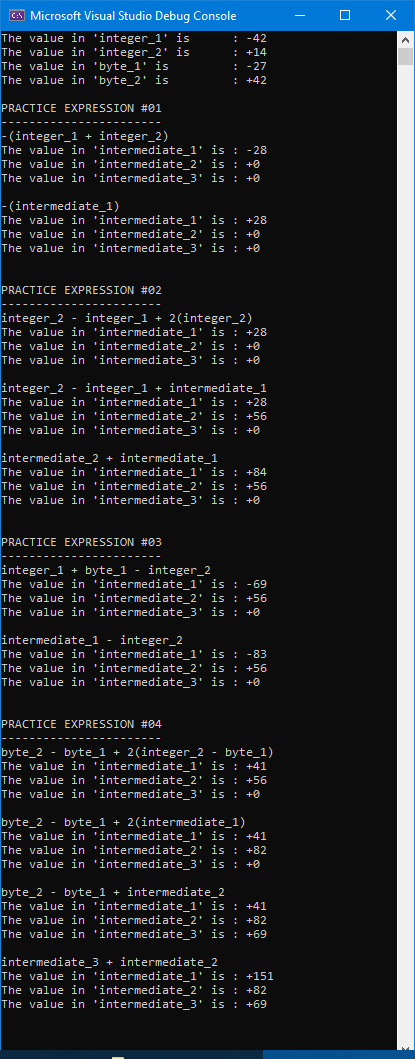 Microsoft Visual Studio Debug Console
The value in 'integer_1' is      : -42
The value in 'integer_2' is      : +14
The value in 'byte_1' is         : -27
The value in 'byte_2' is         : +42
PRACTICE EXPRESSION #01
-----------------------
-(integer_1 + integer_2)
The value in 'intermediate_1' is : -28
The value in 'intermediate_2' is : +0
The value in 'intermediate_3' is : +0
-(intermediate_1)
The value in 'intermediate_1' is : +28
The value in 'intermediate_2' is : +0
The value in 'intermediate_3' is : +0
PRACTICE EXPRESSION #02
-----------------------
integer_2 - integer_1 + 2(integer_2)
The value in 'intermediate_1' is : +28
The value in 'intermediate_2' is : +0
The value in 'intermediate_3' is : +0
integer_2 - integer_1 + intermediate_1
The value in 'intermediate_1' is : +28
The value in 'intermediate_2' is : +56
The value in 'intermediate_3' is : +0
intermediate_2 + intermediate_1
The value in 'intermediate_1' is : +84
The value in 'intermediate_2' is : +56
The value in 'intermediate_3' is : +0
PRACTICE EXPRESSION #03
-----------------------
integer_1 + byte_1 - integer_2
The value in 'intermediate_1' is : -69
The value in 'intermediate_2' is : +56
The value in 'intermediate_3' is : +0
intermediate_1 - integer_2
The value in 'intermediate_1' is : -83
The value in 'intermediate_2' is : +56
The value in 'intermediate_3' is : +0
PRACTICE EXPRESSION #04
-----------------------
byte_2 - byte_1 + 2(integer_2 - byte_1)
The value in 'intermediate_1' is : +41
The value in 'intermediate_2' is : +56
The value in 'intermediate_3' is : +0
byte_2 - byte_1 + 2(intermediate_1)
The value in 'intermediate_1' is : +41
The value in 'intermediate_2' is : +82
The value in 'intermediate_3' is : +0
byte_2 - byte_1 + intermediate_2
The value in 'intermediate_1' is : +41
The value in 'intermediate_2' is : +82
The value in 'intermediate_3' is : +69
intermediate_3 + intermediate_2
The value in 'intermediate_1' is : +151
The value in 'intermediate_2' is : +82
The value in 'intermediate_3' is : +69